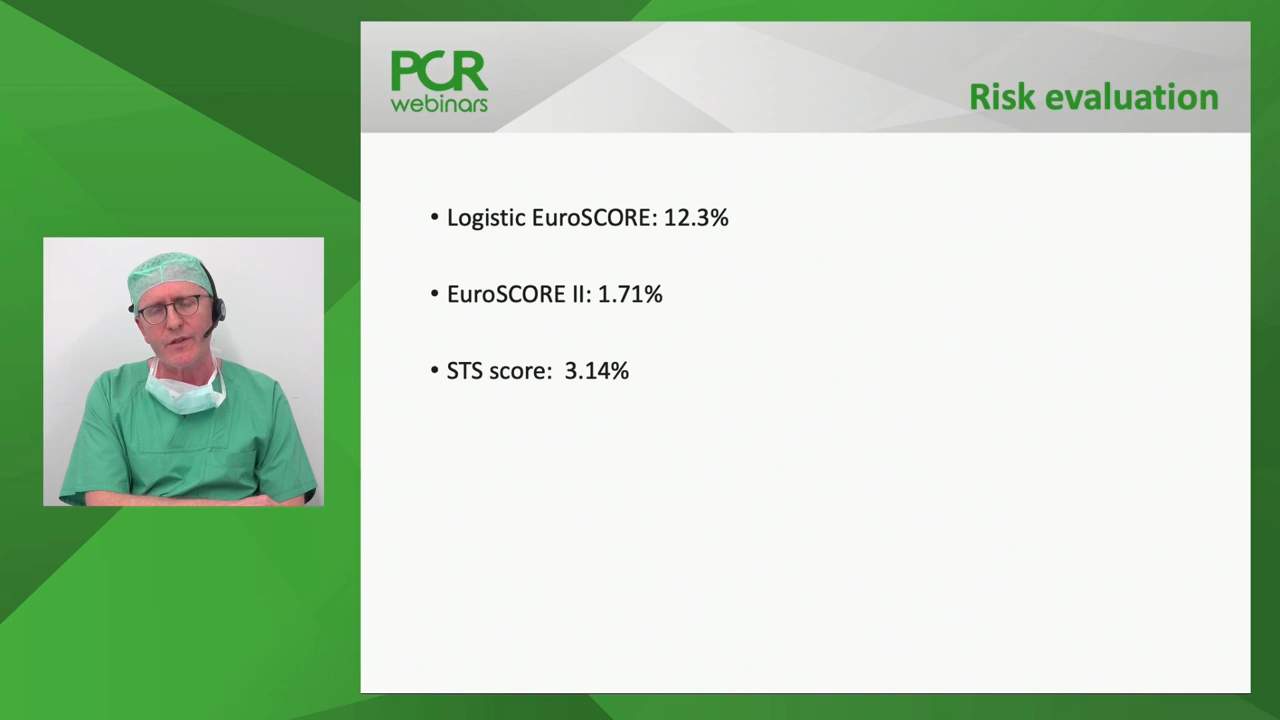 PCR
webinars
Risk evaluation
• Logistic EuroSCORE: 12.3%
• EuroSCORE II: 1.71%
• STS score: 3.14%